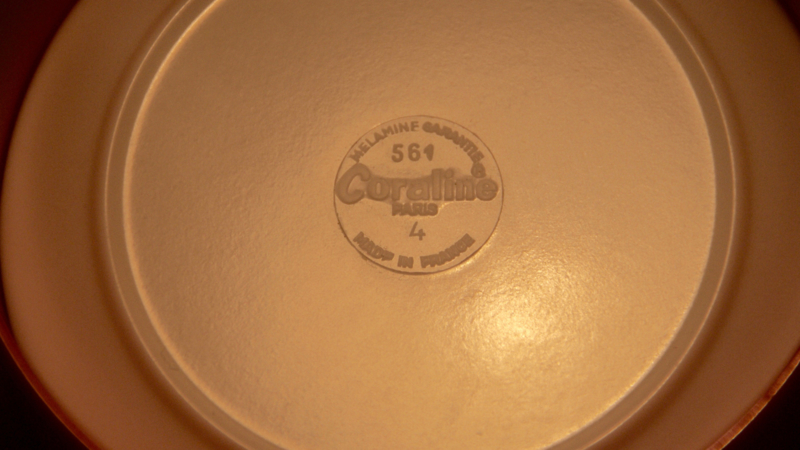 MELAMINE GARANTIE
561
Coraline
PARIS
4
MADE IN FRANCE